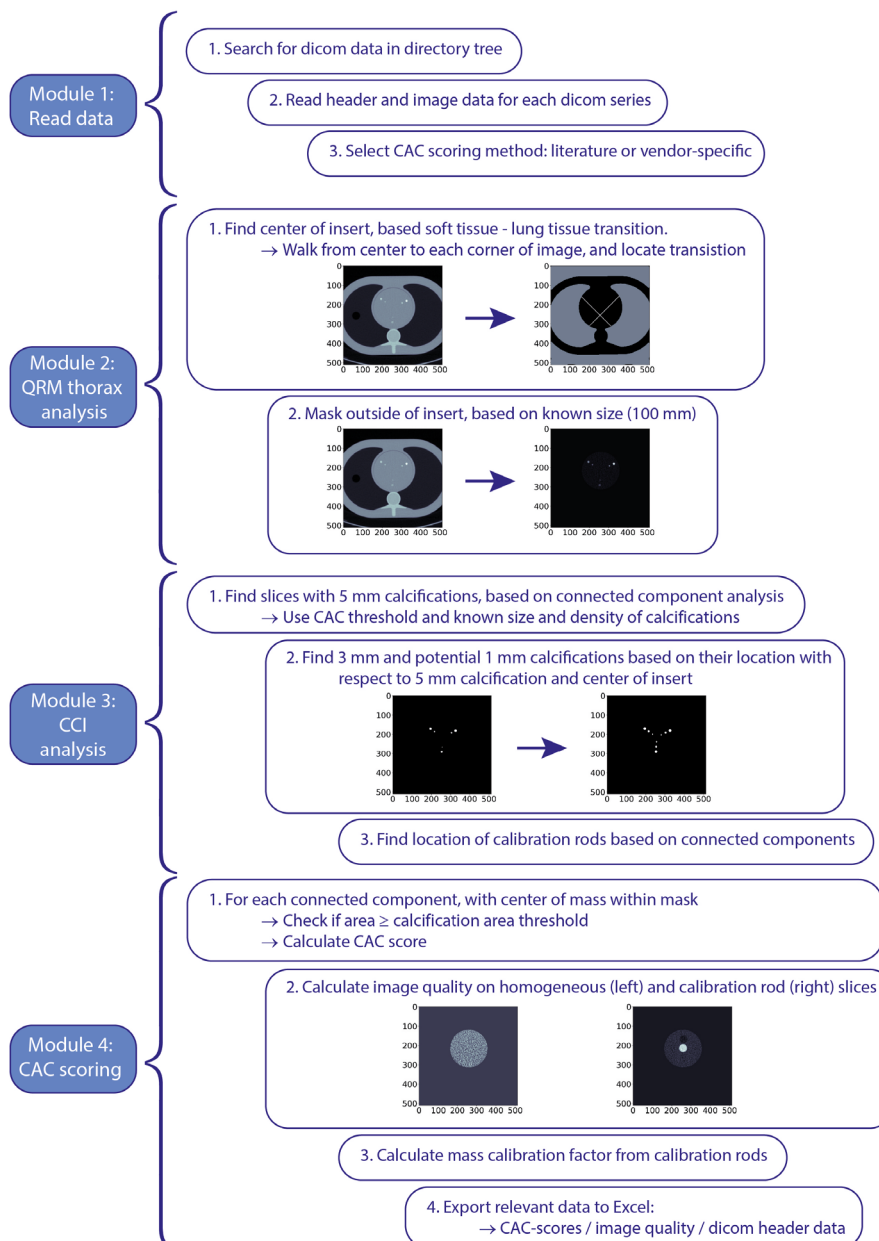 Module 1:
Read data
1. Search for dicom data in directory tree
2. Read header and image data for each dicom series
3. Select CAC scoring method: literature or vendor-specific
Module 2:
QRM thorax
analysis
1. Find center of insert, based soft tissue - lung tissue transition.
→ Walk from center to each corner of image, and locate transistion
0
100
200
300
400
500
0 100 200 300 400 500
0
100
200
300
400
500
0 100 200 300 400 500
2. Mask outside of insert, based on known size (100 mm)
0
100
200
300
400
500
0 100 200 300 400 500
0
100
200
300
400
500
0 100 200 300 400 500
Module 3:
CCI
analysis
1. Find slices with 5 mm calcifications, based on connected component analysis
→ Use CAC threshold and known size and density of calcifications
2. Find 3 mm and potential 1 mm calcifications based on their location with
respect to 5 mm calcification and center of insert
0
100
200
300
400
500
0 100 200 300 400 500
0
100
200
300
400
500
0 100 200 300 400 500
3. Find location of calibration rods based on connected components
Module 4:
CAC scoring
1. For each connected component, with center of mass within mask
→ Check if area ≥ calcification area threshold
→ Calculate CAC score
2. Calculate image quality on homogeneous (left) and calibration rod (right) slices
0
100
200
300
400
500
0 100 200 300 400 500
0
100
200
300
400
500
0 100 200 300 400 500
3. Calculate mass calibration factor from calibration rods
4. Export relevant data to Excel:
→ CAC-scores / image quality / dicom header data